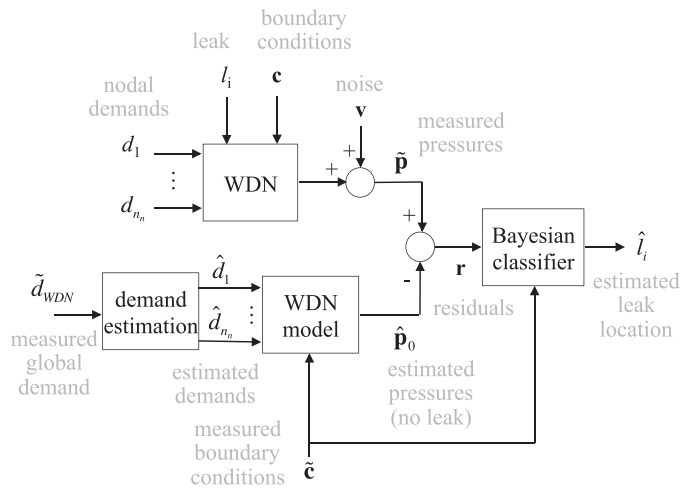 boundary
conditions
leak
l_i
c
nodal
demands
noise
v
measured
pressures
d_1
⋮
d_{n_n}
WDN
+
+
p̃
+
-
r
Bayesian
classifier
l̂_i
estimated
leak
location
residuals
d̃_{WDN}
measured
global
demand
demand
estimation
d̂_1
⋮
d̂_{n_n}
estimated
demands
WDN
model
p̂_0
estimated
pressures
(no leak)
measured
boundary
conditions
c̃